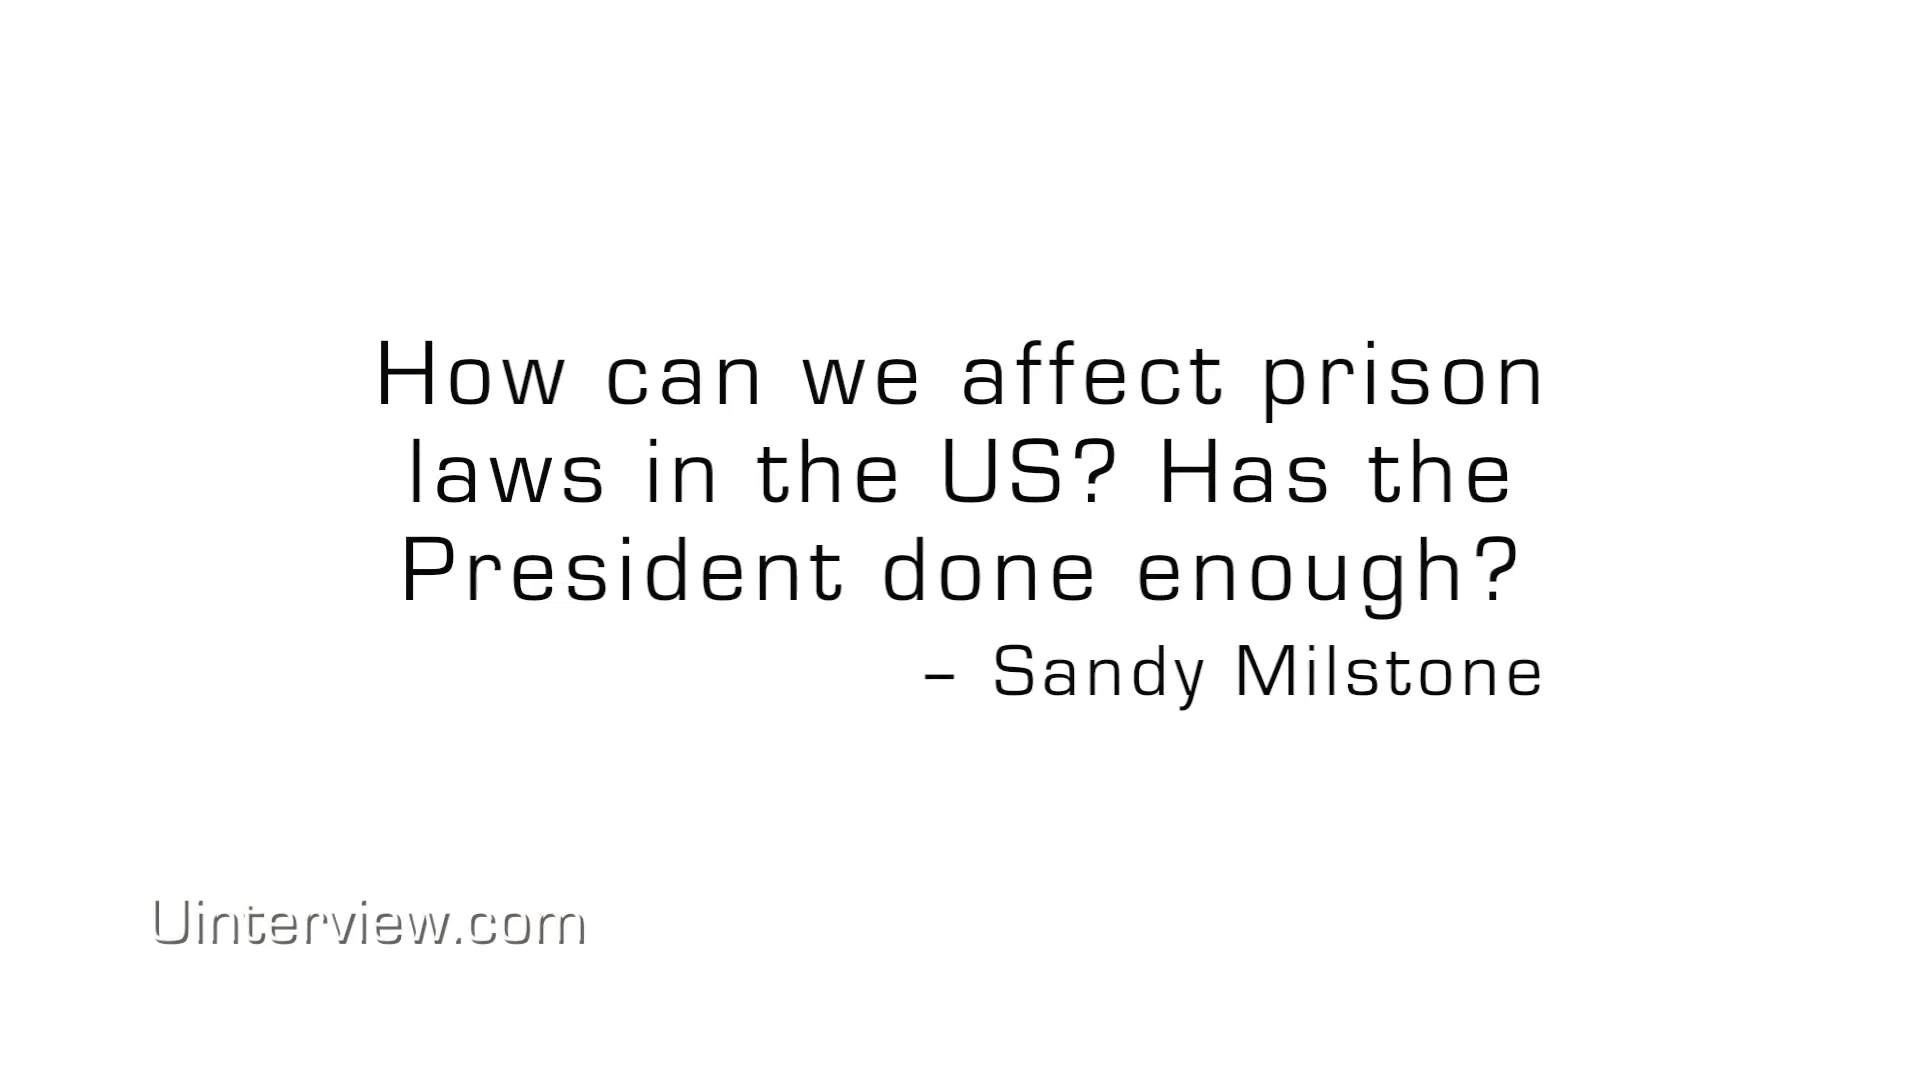 How can we affect prison
laws in the US? Has the
President done enough?
– Sandy Milstone
Uinterview.com